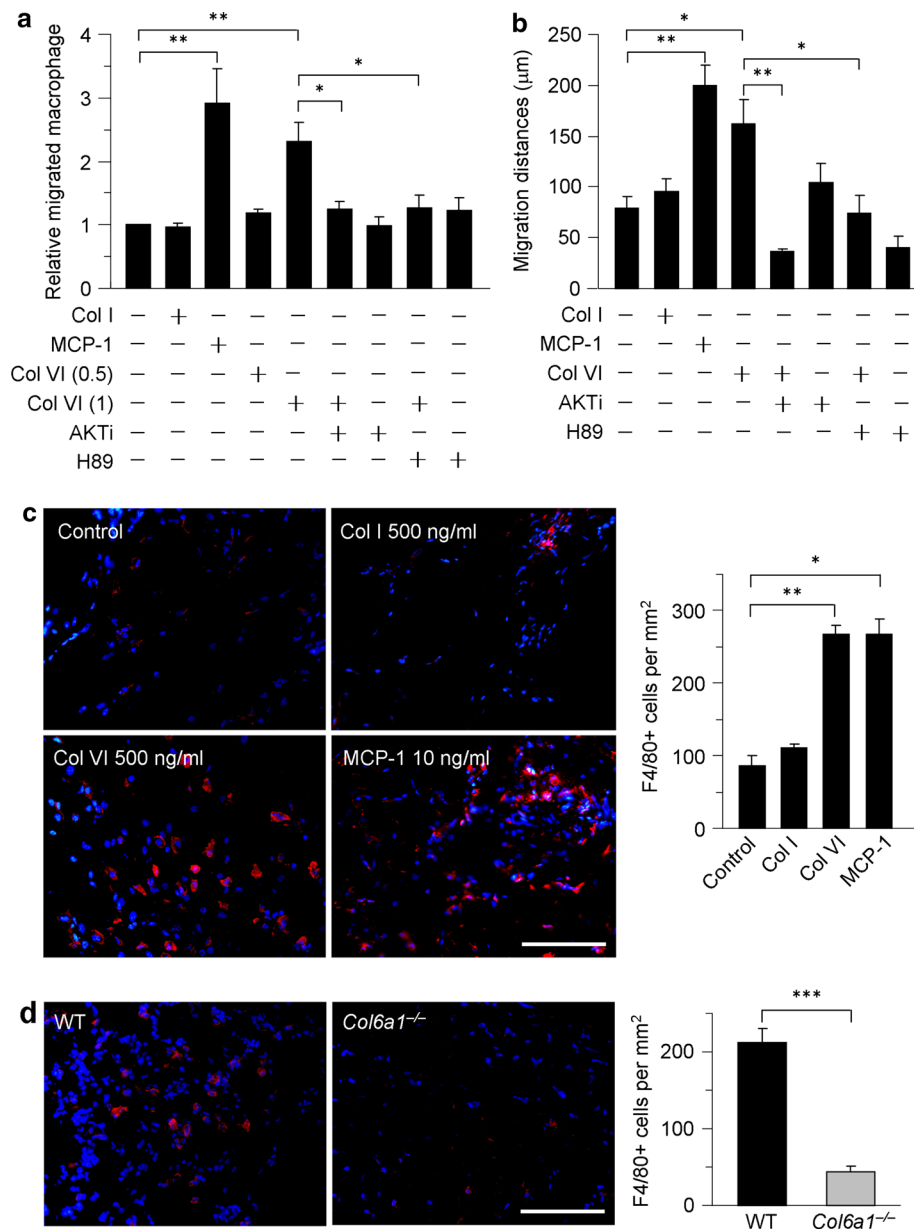 a
** ** * *
Relative migrated macrophage
4
3
2
1
0
Col I – + – – – – – – –
MCP-1 – – + – – – – – –
Col VI (0.5) – – – + – – – – –
Col VI (1) – – – – + + – + –
AKTi – – – – – + + – –
H89 – – – – – – – + +
b
* ** * **
Migration distances (µm)
250
200
150
100
50
0
Col I – + – – – – – –
MCP-1 – – + – – – – –
Col VI – – – + + – + –
AKTi – – – – + + – –
H89 – – – – – – + +
c
Control
Col I 500 ng/ml
Col VI 500 ng/ml
MCP-1 10 ng/ml
* **
F4/80+ cells per mm²
300
200
100
0
Control Col I Col VI MCP-1
d
WT
Col6a1⁻/⁻
***
F4/80+ cells per mm²
200
100
0
WT Col6a1⁻/⁻